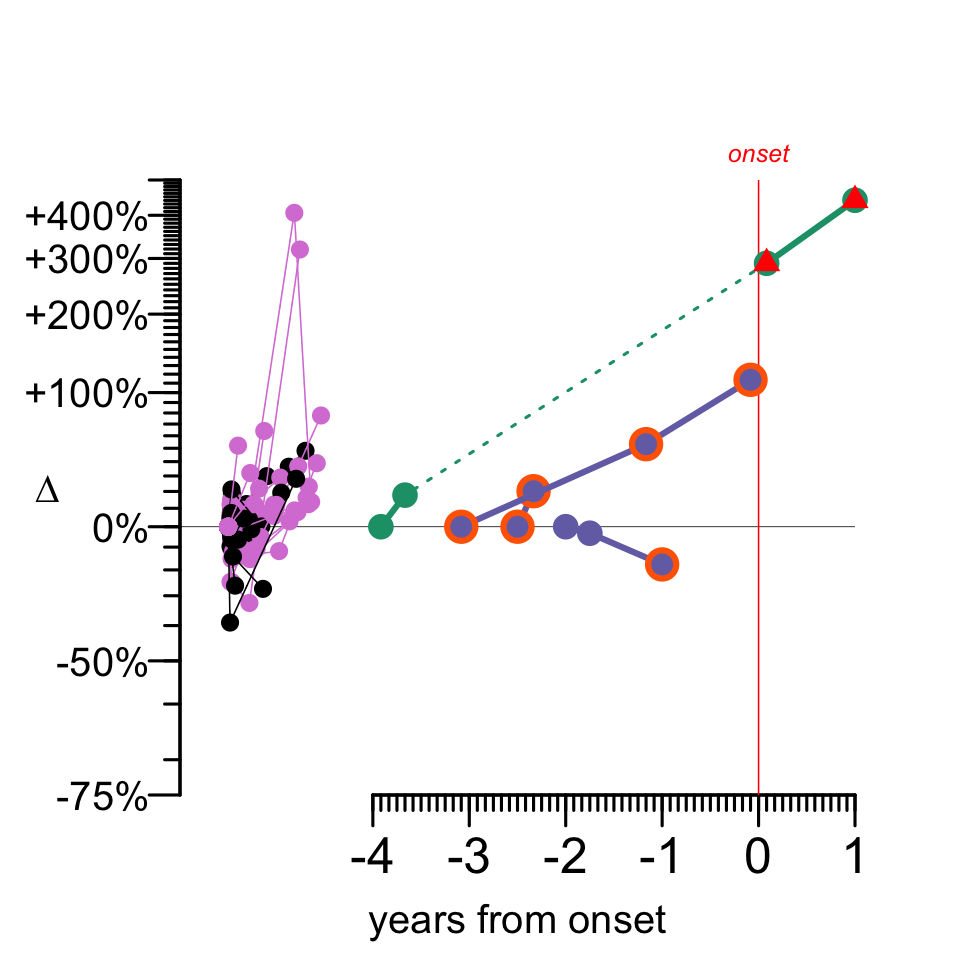 onset
+400%
+300%
+200%
+100%
Δ
0%
-50%
-75%
-4 -3 -2 -1 0 1
years from onset